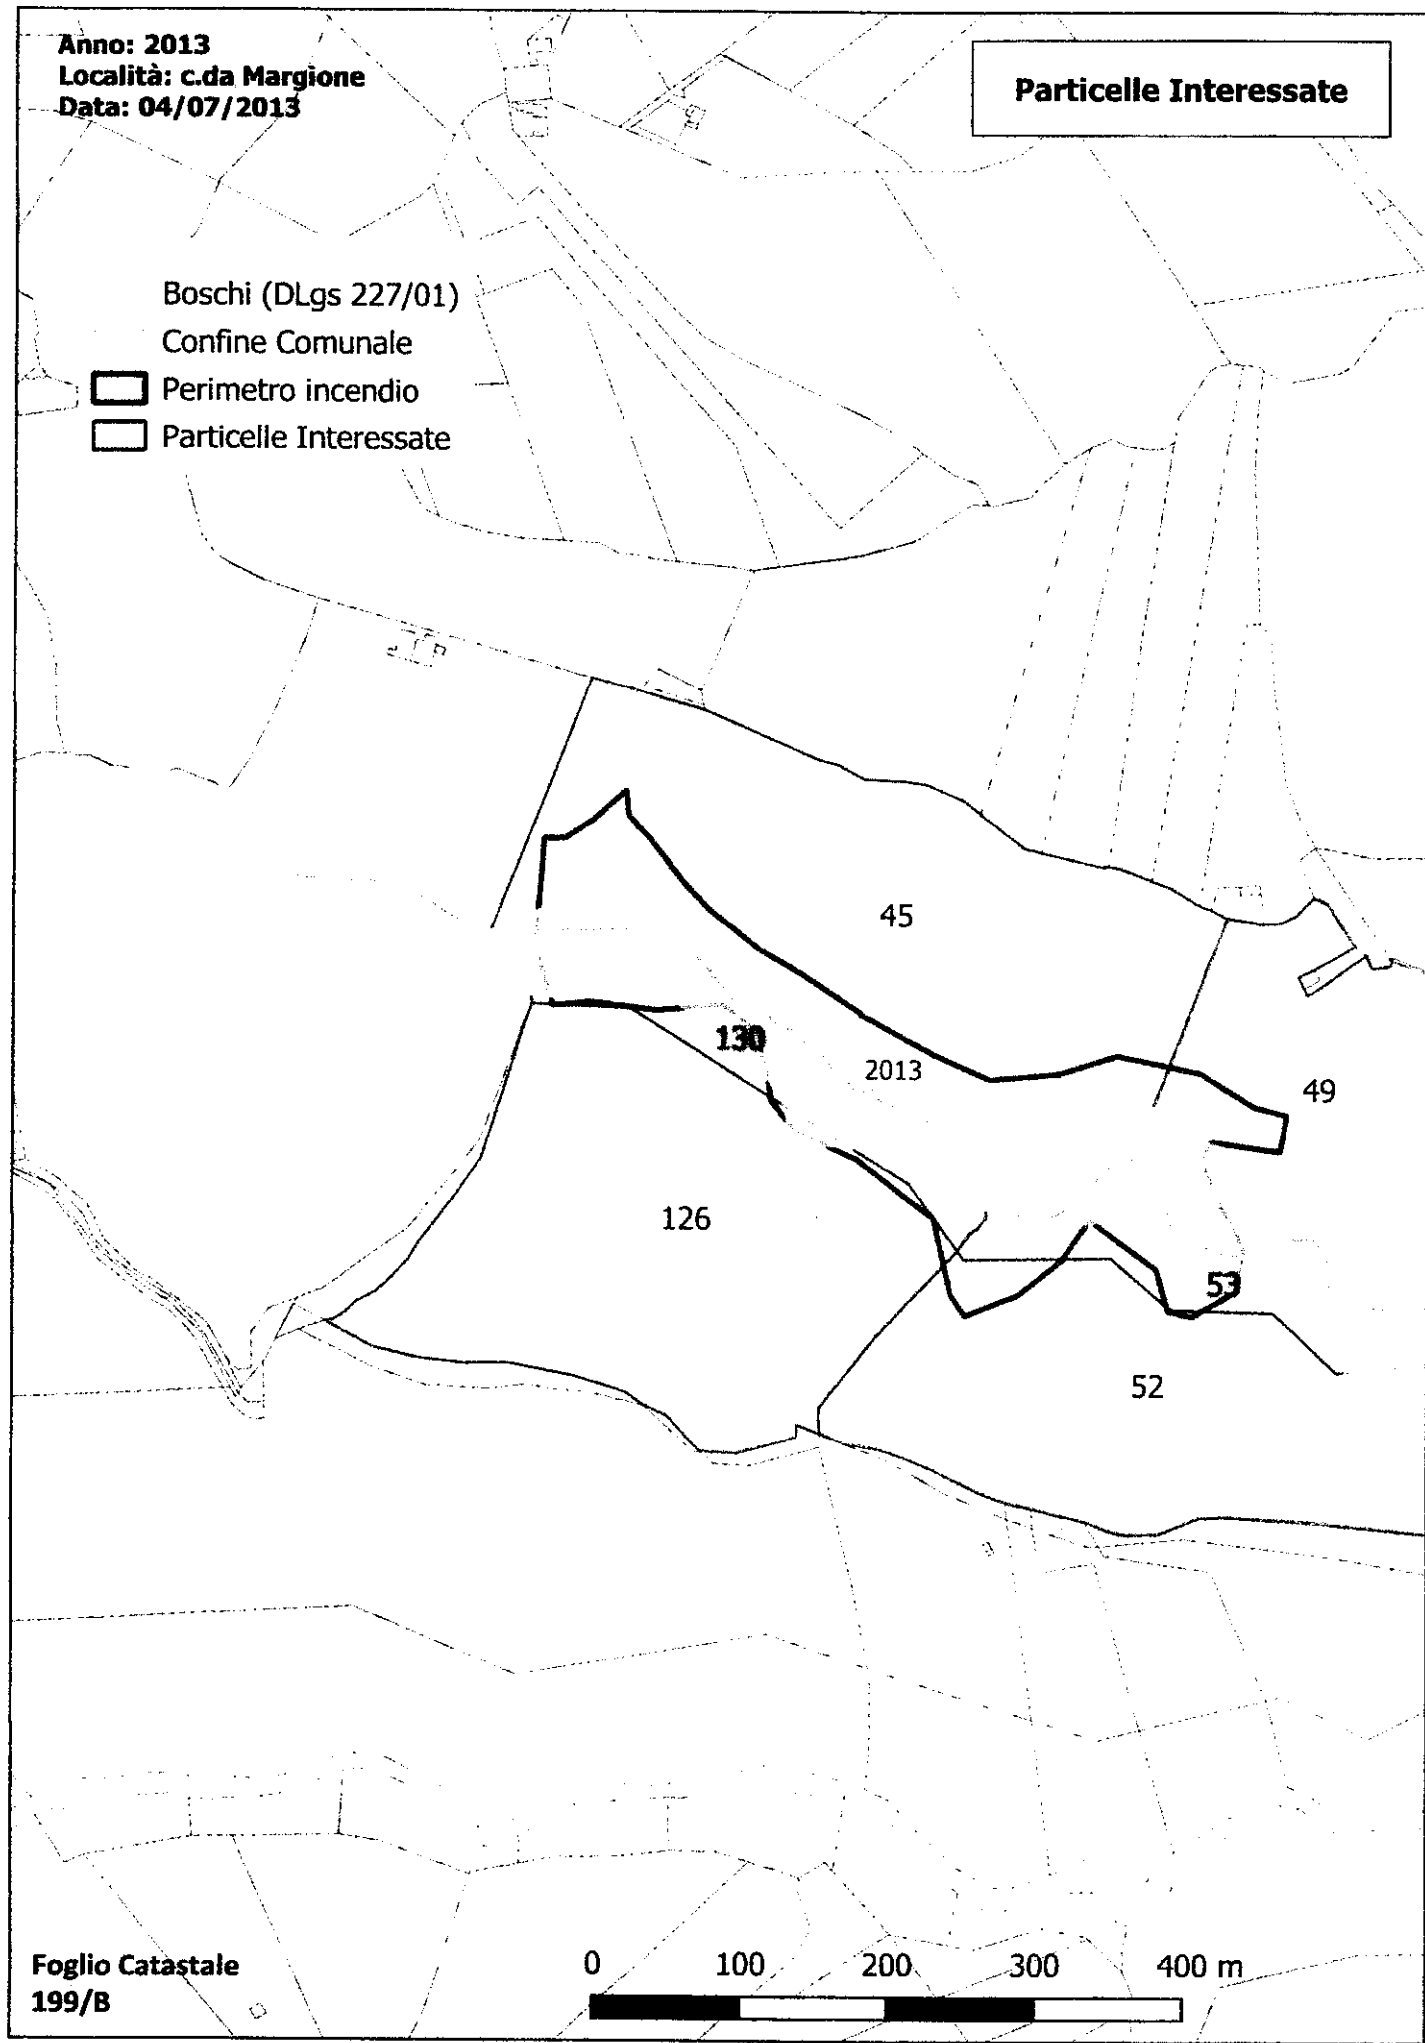 Anno: 2013
Località: c.da Margione
Data: 04/07/2013
Particelle Interessate
Boschi (DLgs 227/01)
Confine Comunale
Perimetro incendio
Particelle Interessate
45
130
2013
49
126
53
52
Foglio Catastale
199/B
0 100 200 300 400 m